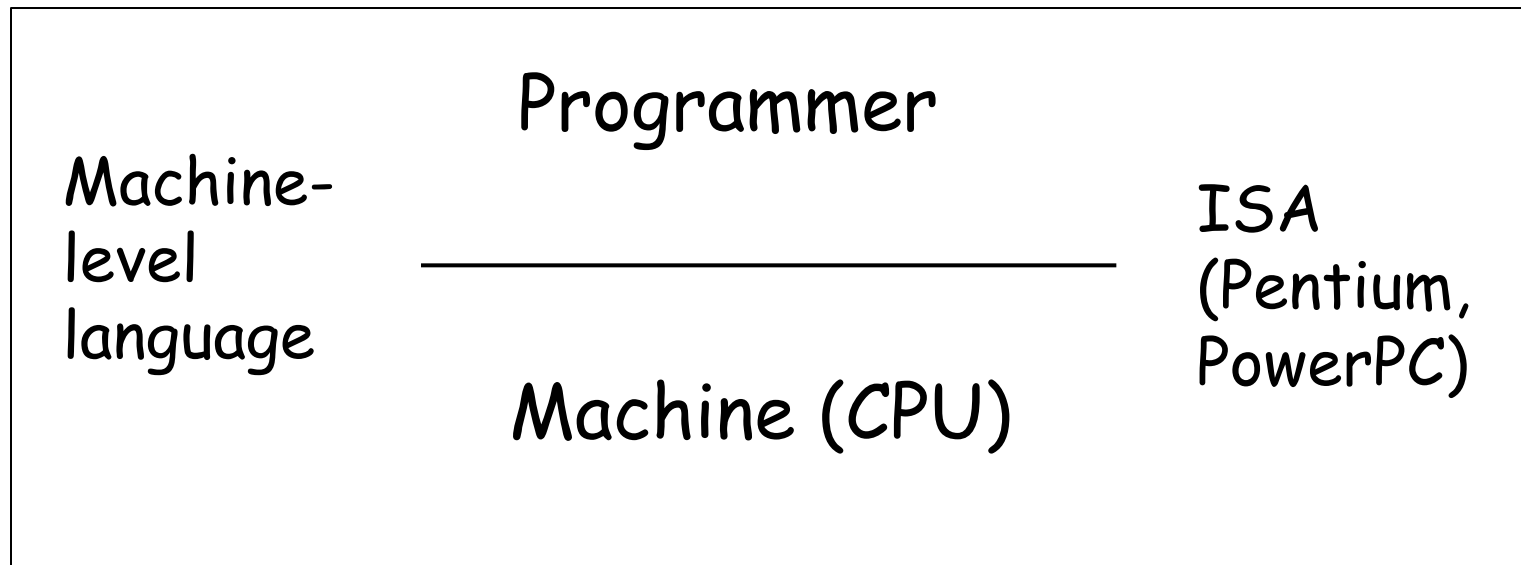 Programmer
Machine-
level
language
ISA
(Pentium,
PowerPC)
Machine (CPU)